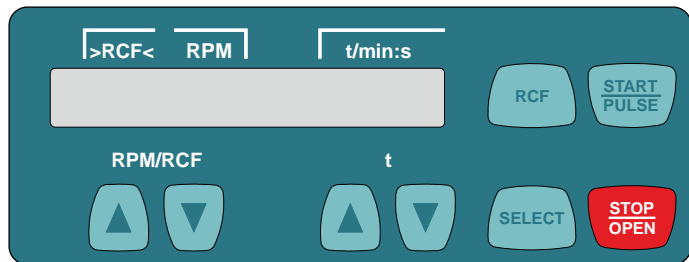 >RCF< RPM t/min:s
RCF
START
PULSE
RPM/RCF t
SELECT
STOP
OPEN